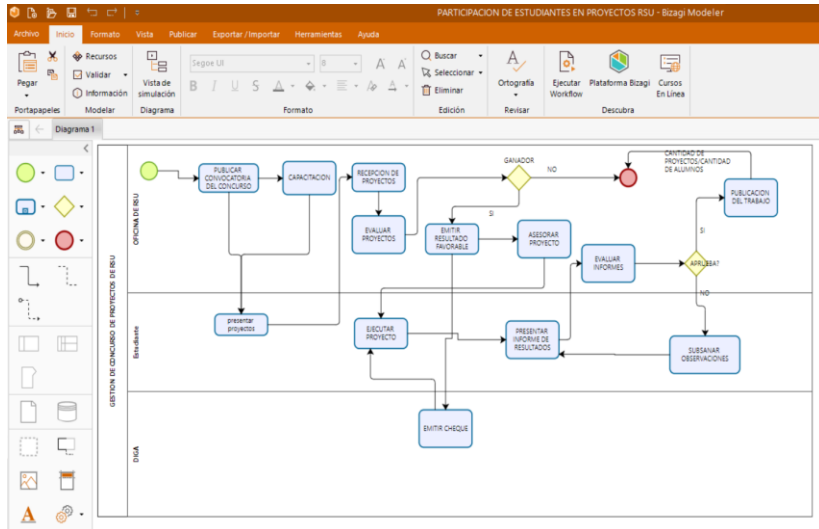 PARTICIPACION DE ESTUDIANTES EN PROYECTOS RSU - Bizagi Modeler
Archivo Inicio Formato Vista Publicar Exportar / Importar Herramientas Ayuda
Pegar
Recursos
Validar
Información
Vista de
simulación
Segoe UI 8
B I U S A
Buscar
Seleccionar
Eliminar
Ortografía
Ejecutar
Workflow
Plataforma Bizagi
Cursos
En Línea
Portapapeles Modelar Diagrama Formato Edición Revisar Descubra
Diagrama 1
GESTION DE CONCURSO DE PROYECTOS DE RSU
OFICINA DE RSU
PUBLICAR
CONVOCATORIA
DEL CONCURSO
CAPACITACION
RECEPCION DE
PROYECTOS
GANADOR
NO
SI
CANTIDAD DE
PROYECTOS/CANTIDAD
DE ALUMNOS
PUBLICACION
DEL TRABAJO
EVALUAR
PROYECTOS
EMITIR
RESULTADO
FAVORABLE
ASESORAR
PROYECTO
EVALUAR
INFORMES
SI
APRUEBA?
NO
Estudiante
presentar
proyectos
EJECUTAR
PROYECTO
PRESENTAR
INFORME DE
RESULTADOS
SUBSANAR
OBSERVACIONES
DIGA
EMITIR CHEQUE
A